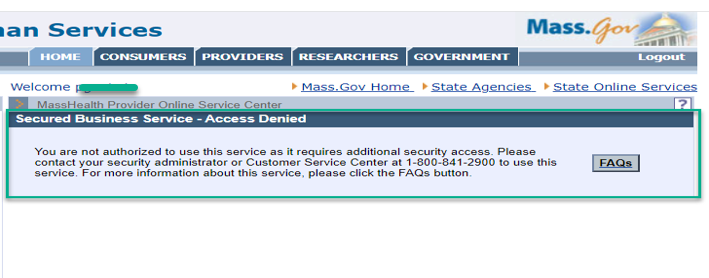 an Services
Mass.Gov
HOME CONSUMERS PROVIDERS RESEARCHERS GOVERNMENT Logout
Welcome Mass.Gov Home State Agencies State Online Services
MassHealth Provider Online Service Center ?
Secured Business Service - Access Denied
You are not authorized to use this service as it requires additional security access. Please
contact your security administrator or Customer Service Center at 1-800-841-2900 to use this
service. For more information about this service, please click the FAQs button.
FAQs